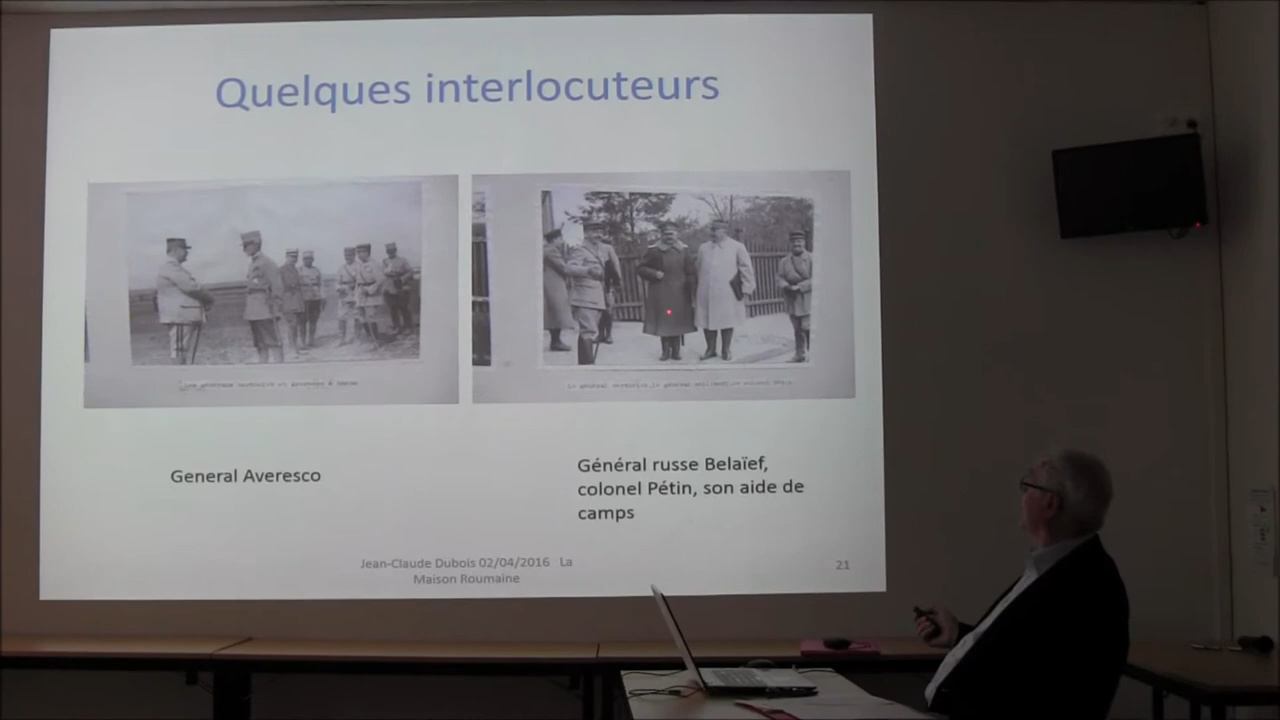 Quelques interlocuteurs
General Averesco
Général russe Belaïef,
colonel Pétin, son aide de
camps
Jean-Claude Dubois 02/04/2016 La
Maison Roumaine
21